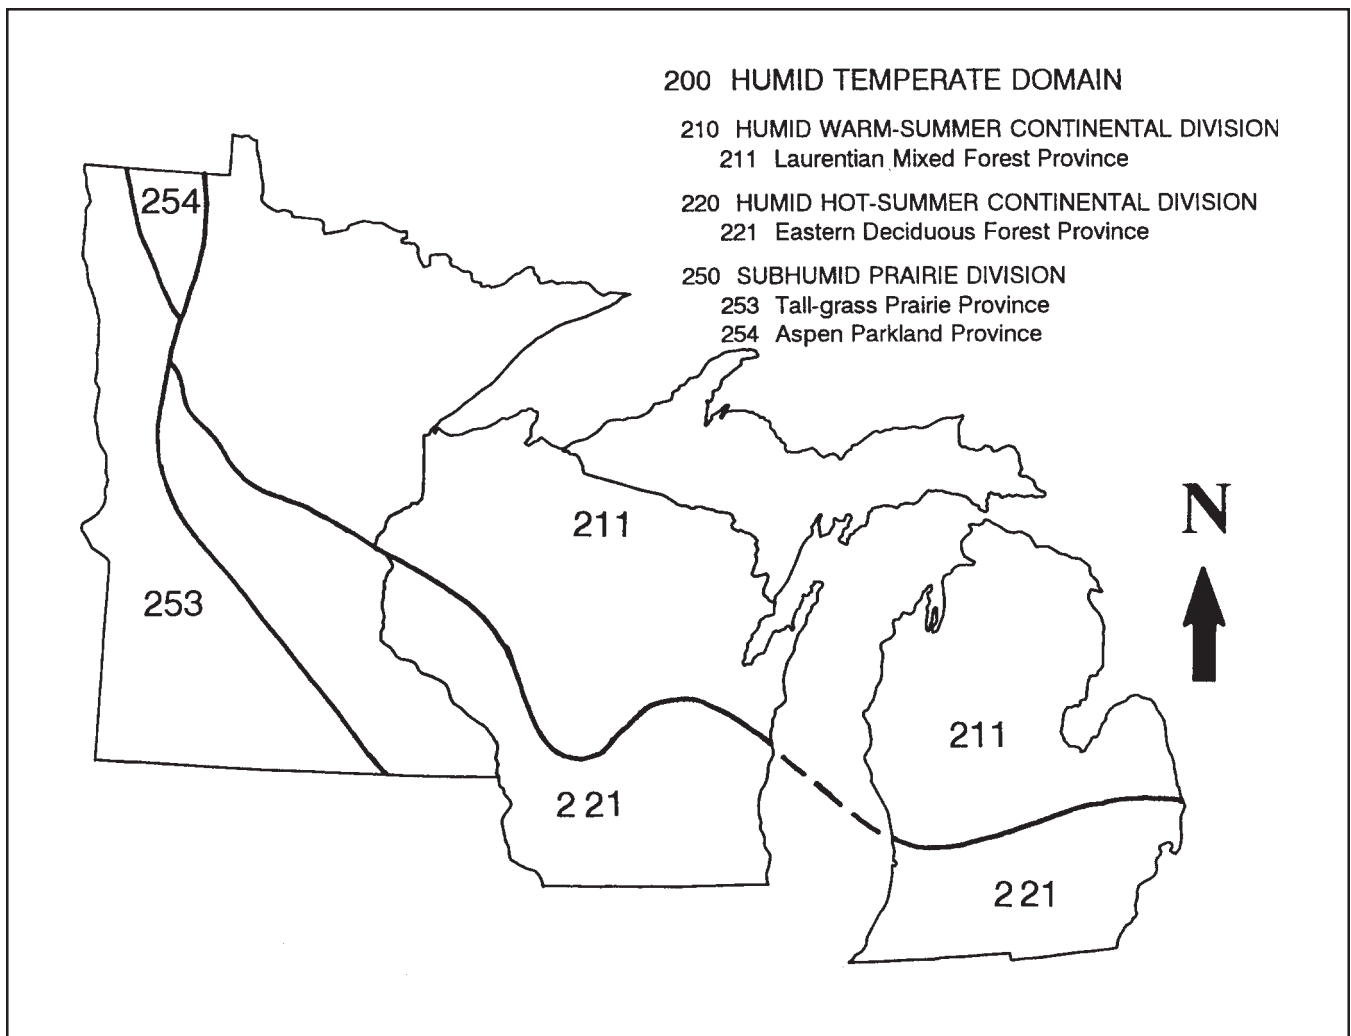 200 HUMID TEMPERATE DOMAIN
210 HUMID WARM-SUMMER CONTINENTAL DIVISION
211 Laurentian Mixed Forest Province
220 HUMID HOT-SUMMER CONTINENTAL DIVISION
221 Eastern Deciduous Forest Province
250 SUBHUMID PRAIRIE DIVISION
253 Tall-grass Prairie Province
254 Aspen Parkland Province
254
N
211
253
211
2 21
2 21